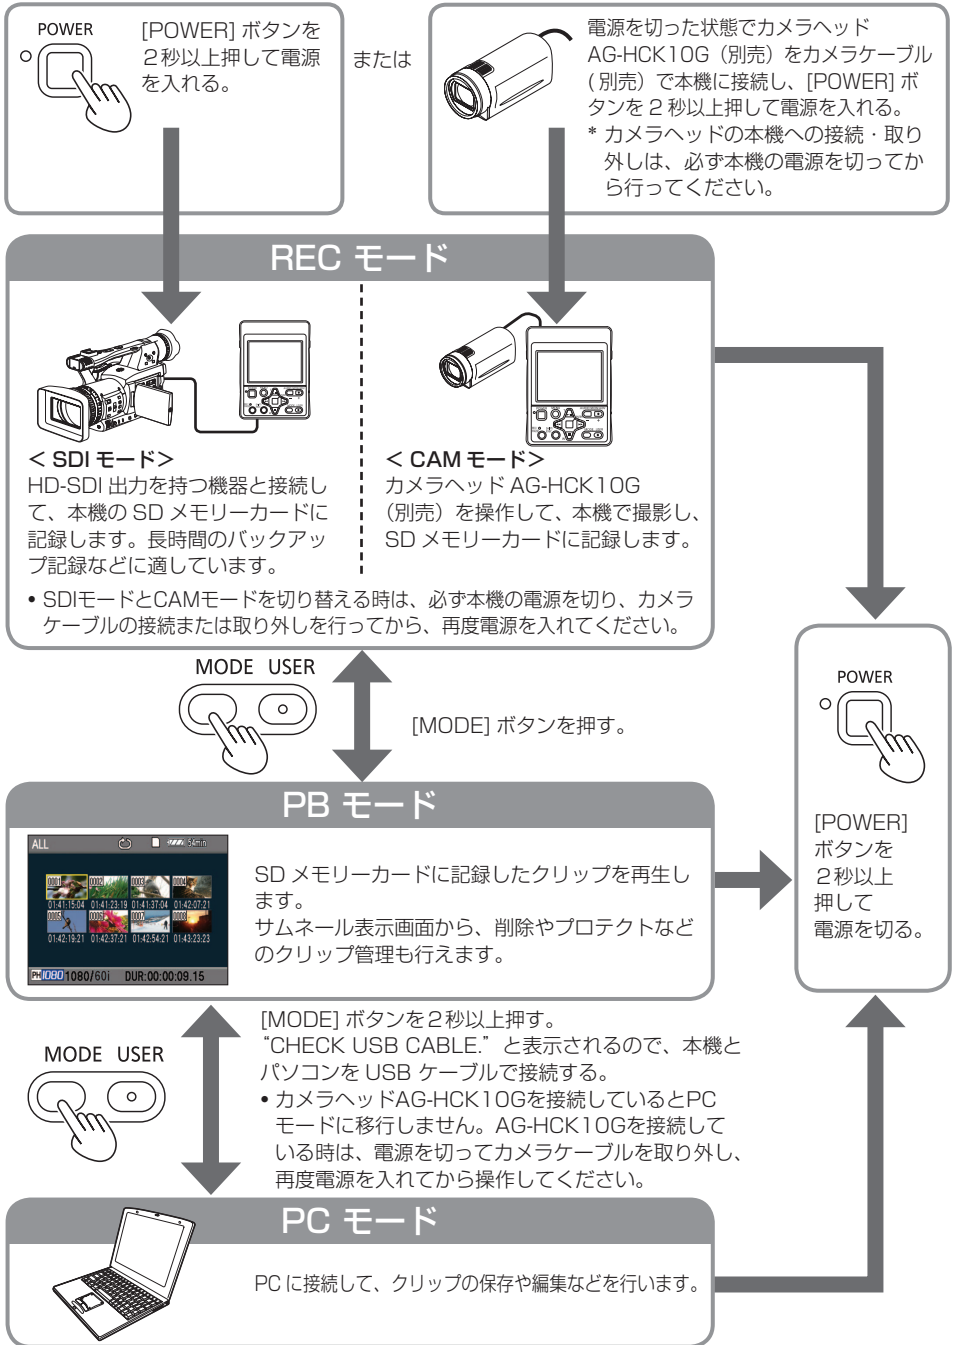 POWER
[POWER] ボタンを
２秒以上押して電源
を入れる。
または
電源を切った状態でカメラヘッド
AG-HCK10G（別売）をカメラケーブル
( 別売）で本機に接続し、[POWER] ボ
タンを 2 秒以上押して電源を入れる。
* カメラヘッドの本機への接続・取り
外しは、必ず本機の電源を切ってか
ら行ってください。
REC モード
＜ SDI モード＞
HD-SDI 出力を持つ機器と接続し
て、本機の SD メモリーカードに
記録します。長時間のバックアッ
プ記録などに適しています。
＜ CAM モード＞
カメラヘッド AG-HCK10G
（別売）を操作して、本機で撮影し、
SD メモリーカードに記録します。
• SDIモードとCAMモードを切り替える時は、必ず本機の電源を切り、カメラ
ケーブルの接続または取り外しを行ってから、再度電源を入れてください。
MODE USER
[MODE] ボタンを押す。
PB モード
ALL
54min
0001 0002 0003 0004
01:41:15:04 01:41:23:19 01:41:37:04 01:42:07:21
0005 0006 0007 0008
01:42:19:21 01:42:37:21 01:42:54:21 01:43:23:23
PH 1080 1080/60i DUR:00:00:09.15
SD メモリーカードに記録したクリップを再生し
ます。
サムネール表示画面から、削除やプロテクトなど
のクリップ管理も行えます。
POWER
[POWER]
ボタンを
２秒以上
押して
電源を切る。
MODE USER
[MODE] ボタンを２秒以上押す。
“CHECK USB CABLE.”と表示されるので、本機と
パソコンを USB ケーブルで接続する。
• カメラヘッドAG-HCK10Gを接続しているとPC
モードに移行しません。AG-HCK10Gを接続して
いる時は、電源を切ってカメラケーブルを取り外し、
再度電源を入れてから操作してください。
PC モード
PC に接続して、クリップの保存や編集などを行います。